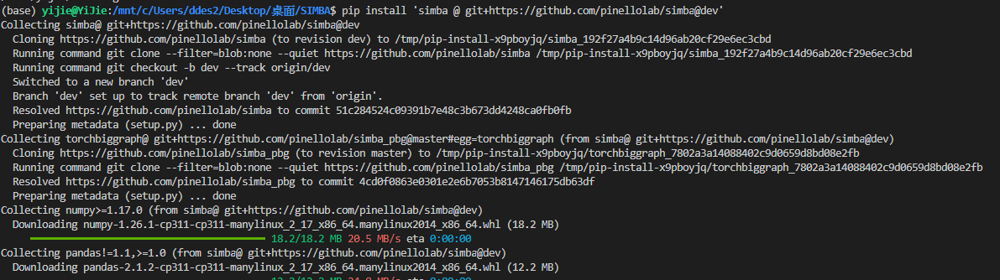 (base) yijie@YiJie:/mnt/c/Users/ddes2/Desktop/桌面/SIMBA$ pip install 'simba @ git+https://github.com/pinellolab/simba@dev'
Collecting simba@ git+https://github.com/pinellolab/simba@dev
Cloning https://github.com/pinellolab/simba (to revision dev) to /tmp/pip-install-x9pboyjq/simba_192f27a4b9c14d96ab20cf29e6ec3cbd
Running command git clone --filter=blob:none --quiet https://github.com/pinellolab/simba /tmp/pip-install-x9pboyjq/simba_192f27a4b9c14d96ab20cf29e6ec3cbd
Running command git checkout -b dev --track origin/dev
Switched to a new branch 'dev'
Branch 'dev' set up to track remote branch 'dev' from 'origin'.
Resolved https://github.com/pinellolab/simba to commit 51c284524c09391b7e48c3b673dd4248ca0fb0fb
Preparing metadata (setup.py) ... done
Collecting torchbiggraph@ git+https://github.com/pinellolab/simba_pbg@master#egg=torchbiggraph (from simba@ git+https://github.com/pinellolab/simba@dev)
Cloning https://github.com/pinellolab/simba_pbg (to revision master) to /tmp/pip-install-x9pboyjq/torchbiggraph_7802a3a14088402c9d0659d8bd08e2fb
Running command git clone --filter=blob:none --quiet https://github.com/pinellolab/simba_pbg /tmp/pip-install-x9pboyjq/torchbiggraph_7802a3a14088402c9d0659d8bd08e2fb
Resolved https://github.com/pinellolab/simba_pbg to commit 4cd0f0863e0301e2e6b7053b8147146175db63df
Preparing metadata (setup.py) ... done
Collecting numpy>=1.17.0 (from simba@ git+https://github.com/pinellolab/simba@dev)
Downloading numpy-1.26.1-cp311-cp311-manylinux_2_17_x86_64.manylinux2014_x86_64.whl (18.2 MB)
18.2/18.2 MB 20.5 MB/s eta 0:00:00
Collecting pandas!=1.1,>=1.0 (from simba@ git+https://github.com/pinellolab/simba@dev)
Downloading pandas-2.1.2-cp311-cp311-manylinux_2_17_x86_64.manylinux2014_x86_64.whl (12.2 MB)